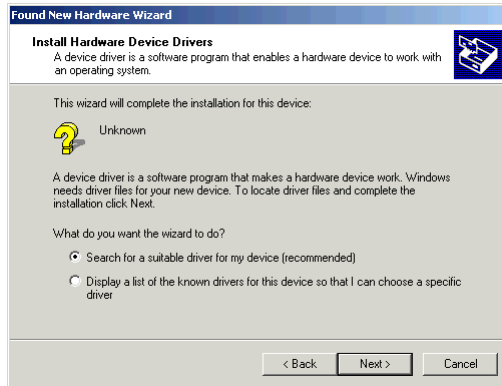 Found New Hardware Wizard
Install Hardware Device Drivers
A device driver is a software program that enables a hardware device to work with
an operating system.
This wizard will complete the installation for this device:
Unknown
A device driver is a software program that makes a hardware device work. Windows
needs driver files for your new device. To locate driver files and complete the
installation click Next.
What do you want the wizard to do?
Search for a suitable driver for my device (recommended)
Display a list of the known drivers for this device so that I can choose a specific
driver
< Back Next > Cancel